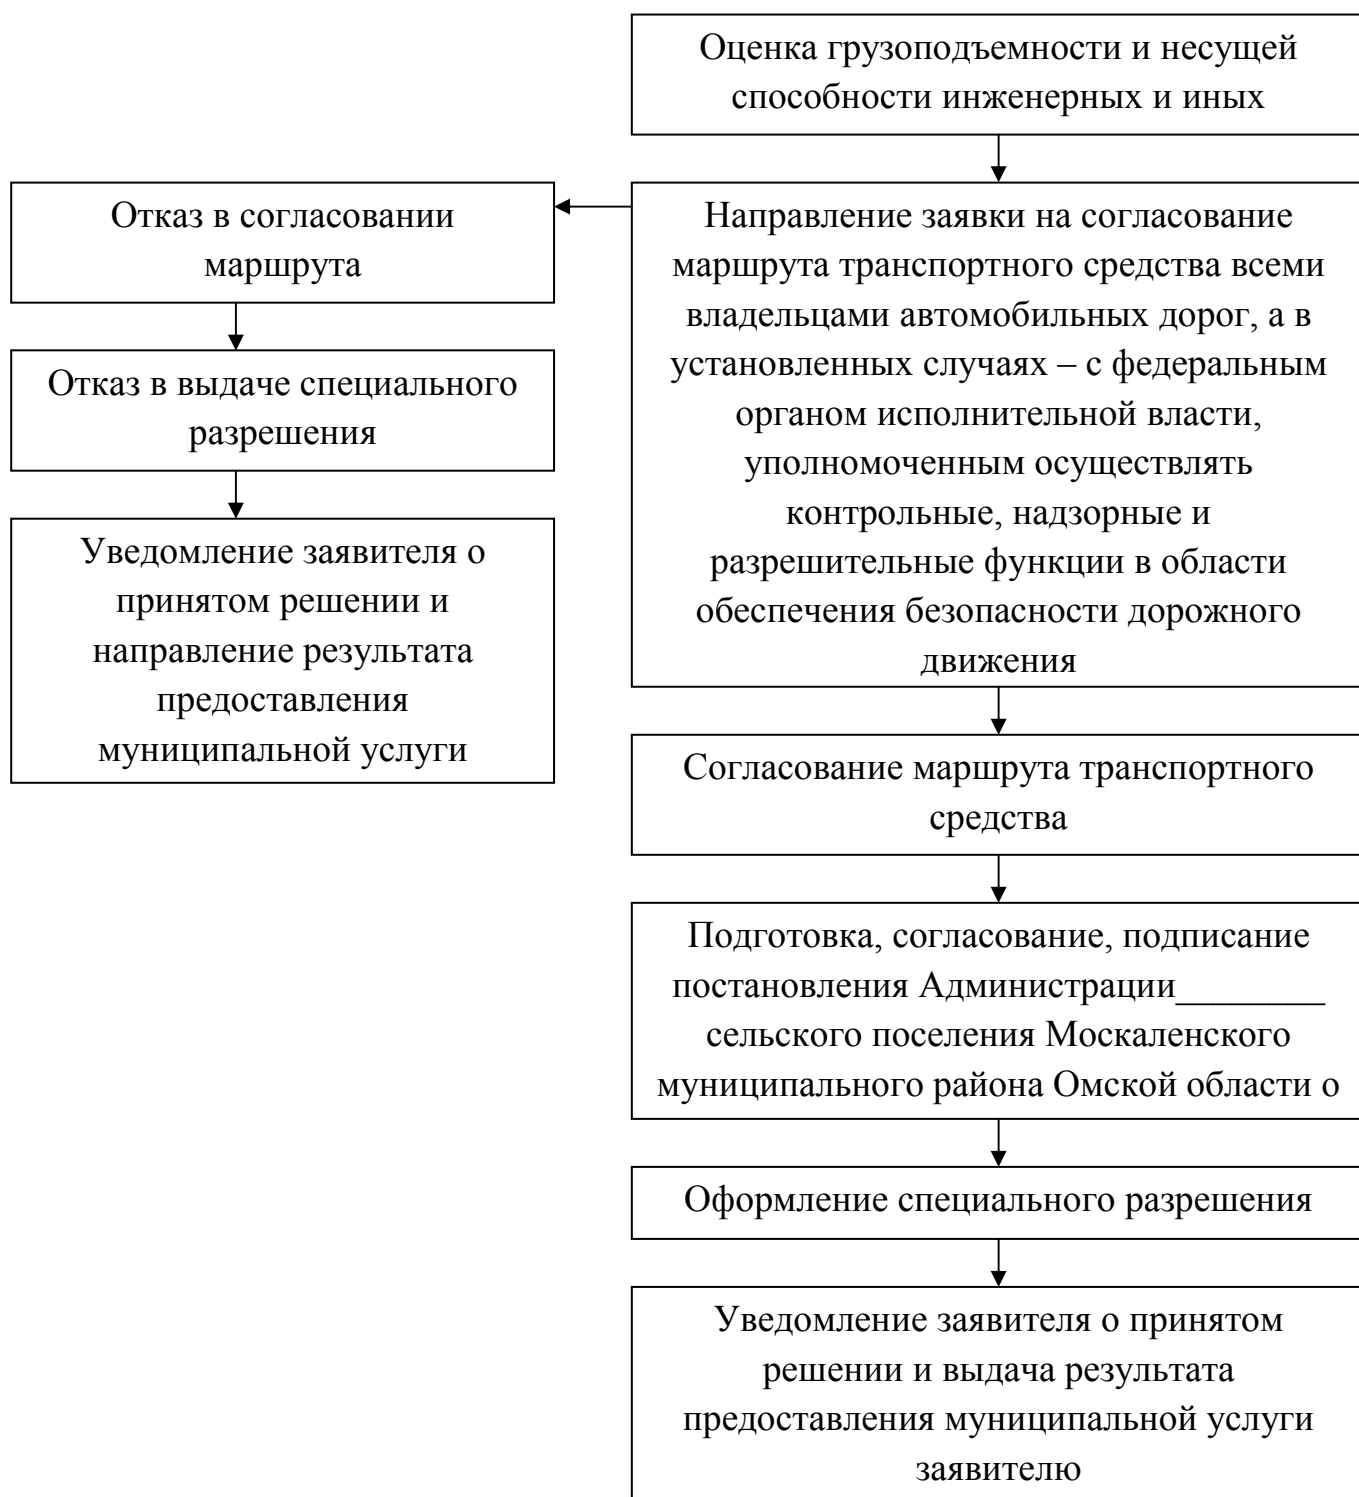 Оценка грузоподъемности и несущей
способности инженерных и иных
Отказ в согласовании
маршрута
Отказ в выдаче специального
разрешения
Уведомление заявителя о
принятом решении и
направление результата
предоставления
муниципальной услуги
Направление заявки на согласование
маршрута транспортного средства всеми
владельцами автомобильных дорог, а в
установленных случаях – с федеральным
органом исполнительной власти,
уполномоченным осуществлять
контрольные, надзорные и
разрешительные функции в области
обеспечения безопасности дорожного
движения
Согласование маршрута транспортного
средства
Подготовка, согласование, подписание
постановления Администрации________
сельского поселения Москаленского
муниципального района Омской области о
Оформление специального разрешения
Уведомление заявителя о принятом
решении и выдача результата
предоставления муниципальной услуги
заявителю